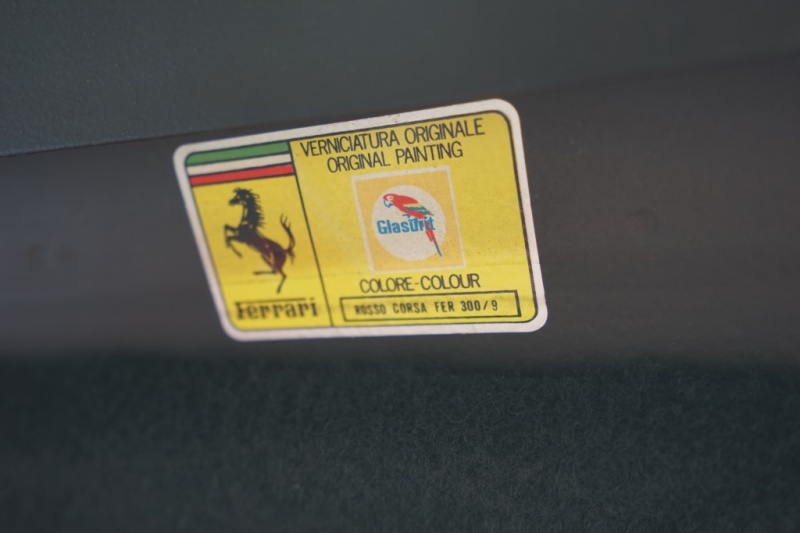 VERNICIATURA ORIGINALE
ORIGINAL PAINTING
Glasurit
COLORE-COLOUR
ROSSO CORSA FER 300/9
Ferrari